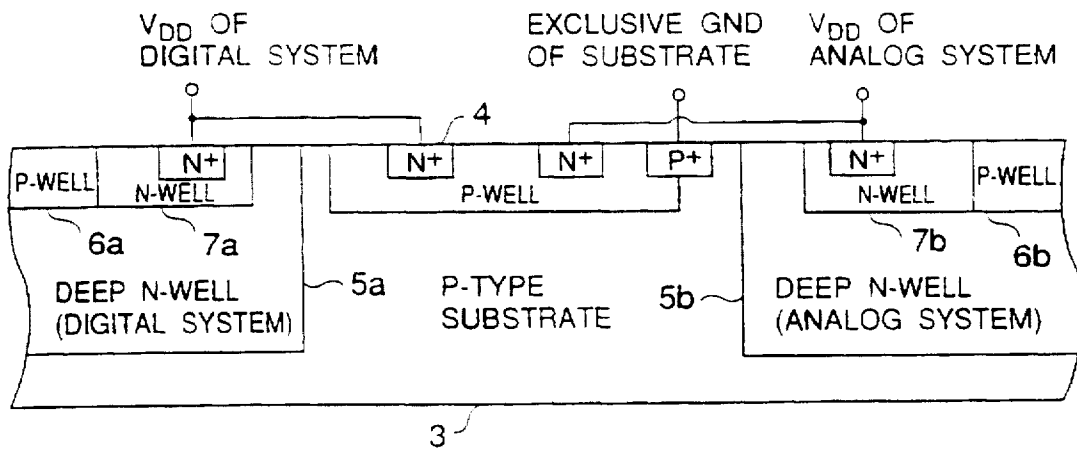 VDD OF
DIGITAL SYSTEM
EXCLUSIVE GND
OF SUBSTRATE
VDD OF
ANALOG SYSTEM
4
P-WELL
N+
N-WELL
N+
N+
P+
P-WELL
N+
N-WELL
P-WELL
6a
7a
7b
6b
DEEP N-WELL
(DIGITAL SYSTEM)
5a
P-TYPE
SUBSTRATE
5b
DEEP N-WELL
(ANALOG SYSTEM)
3